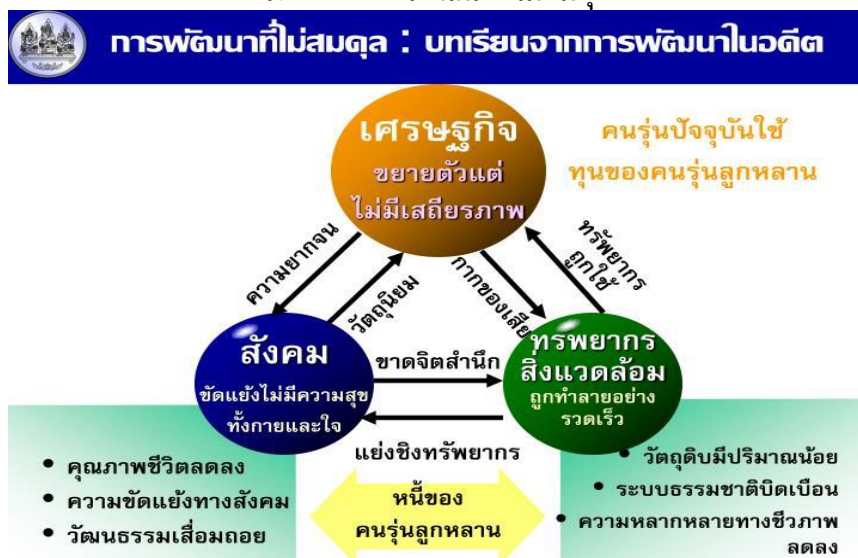 การพัฒนาที่ไม่สมดุล : บทเรียนจากการพัฒนาในอดีต
เศรษฐกิจ
ขยายตัวแต่
ไม่มีเสถียรภาพ
คนรุ่นปัจจุบันใช้
ทุนของคนรุ่นลูกหลาน
ความยากจน
วัตถุนิยม
กากของเสีย
ทรัพยากร
ถูกใช้
สังคม
ขัดแย้งไม่มีความสุข
ทั้งกายและใจ
ขาดจิตสำนึก
ทรพยากร
สิ่งแวดล้อม
ถูกทำลายอย่าง
รวดเร็ว
แย่งชิงทรัพยากร
• คุณภาพชีวิตลดลง
• ความขัดแย้งทางสังคม
• วัฒนธรรมเสื่อมถอย
หนี้ของ
คนรุ่นลูกหลาน
• วัตถุดิบมีปริมาณน้อย
• ระบบธรรมชาติบิดเบือน
• ความหลากหลายทางชีวภาพ
ลดลง